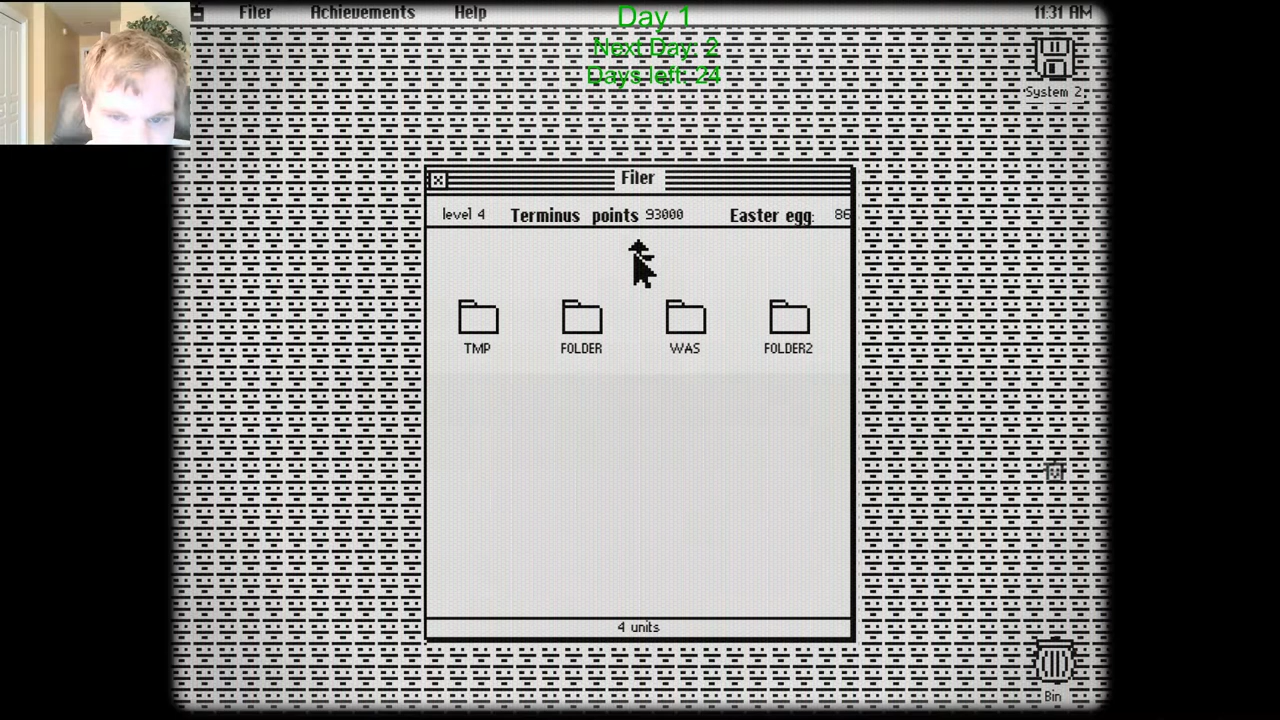 Filer Achievements Help 11:31 AM
Day 1
Next Day: 2
Days left: 24
System 2
Filer
level 4 Terminus points 93000 Easter egg: 86
TMP FOLDER WAS FOLDER2
4 units
Bin